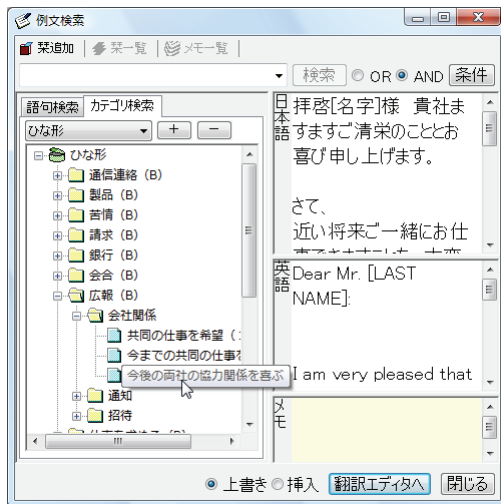 例文検索
栞追加 栞一覧 メモ一覧
検索 OR AND 条件
語句検索 カテゴリ検索
ひな形 + −
ひな形
通信連絡 (B)
製品 (B)
苦情 (B)
請求 (B)
銀行 (B)
会合 (B)
広報 (B)
会社関係
共同の仕事を希望 (
今までの共同の仕事
今後の両社の協力関係を喜ぶ
通知
招待
日本語
拝啓[名字]様 貴社ま
すますご清栄のこととお
喜び申し上げます。
さて、
近い将来ご一緒にお仕
英語
Dear Mr. [LAST
NAME]:
I am very pleased that
メモ
上書き 挿入 翻訳エディタへ 閉じる